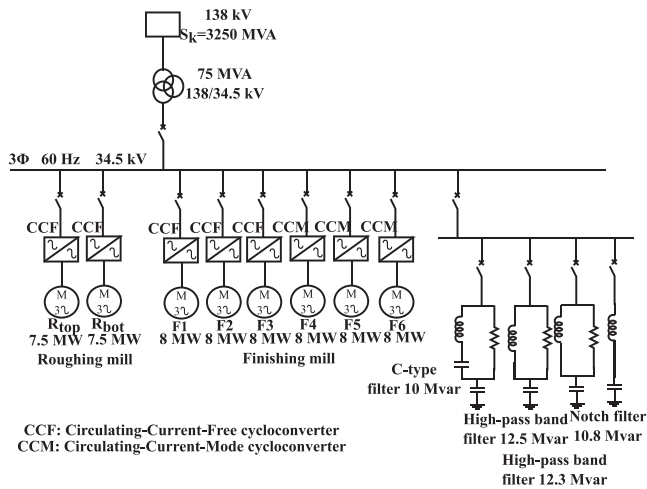 138 kV
Sk=3250 MVA
75 MVA
138/34.5 kV
3Φ 60 Hz 34.5 kV
CCF CCF CCF CCF CCF CCM CCM CCM
M M M M M M M M
3~ 3~ 3~ 3~ 3~ 3~ 3~ 3~
Rtop Rbot F1 F2 F3 F4 F5 F6
7.5 MW 7.5 MW 8 MW 8 MW 8 MW 8 MW 8 MW 8 MW
Roughing mill Finishing mill
C-type
filter 10 Mvar
High-pass band
filter 12.5 Mvar
Notch filter
10.8 Mvar
High-pass band
filter 12.3 Mvar
CCF: Circulating-Current-Free cycloconverter
CCM: Circulating-Current-Mode cycloconverter